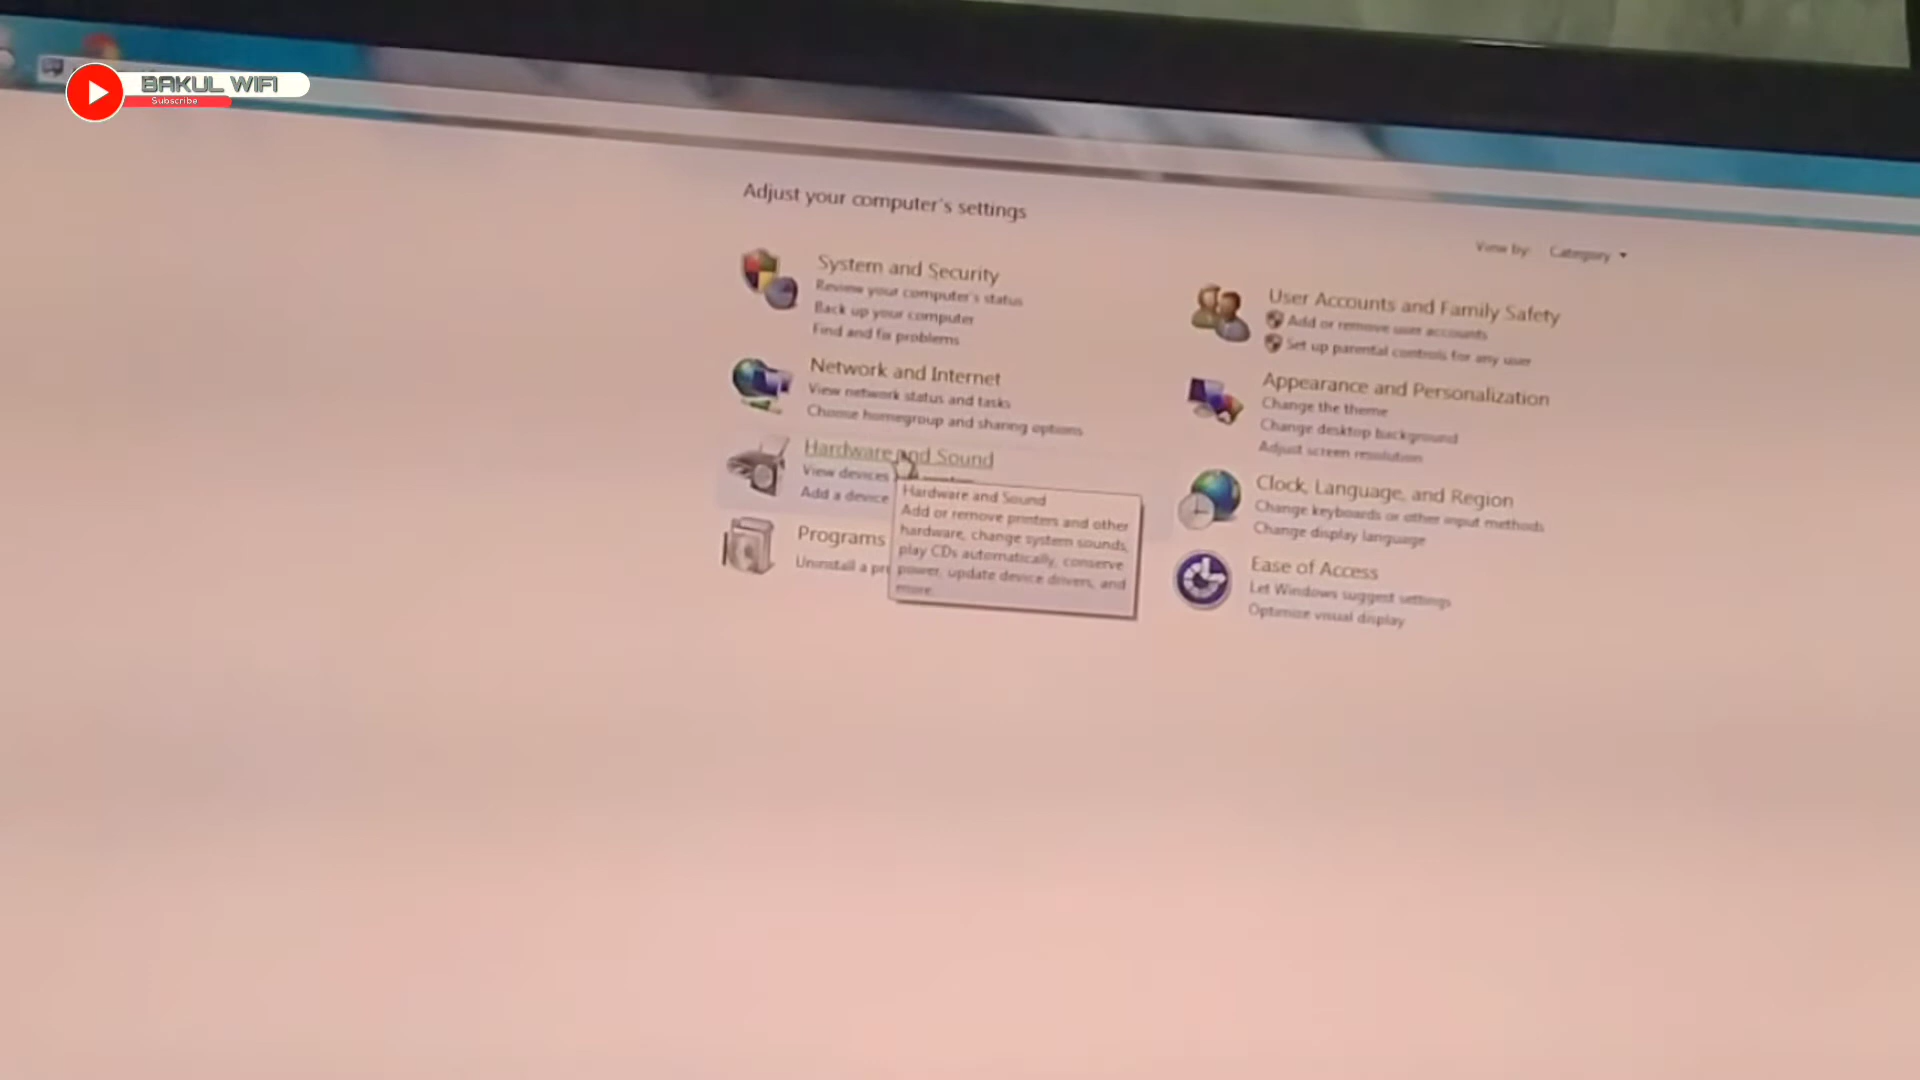 BAKUL WIFI
Subscribe
Adjust your computer's settings
View by: Category
System and Security
Review your computer's status
Back up your computer
Find and fix problems
Network and Internet
View network status and tasks
Choose homegroup and sharing options
Hardware and Sound
View devices
Add a device
Hardware and Sound
Add or remove printers and other
hardware, change system sounds,
play CDs automatically, conserve
power, update device drivers, and
more.
Programs
Uninstall a
User Accounts and Family Safety
Add or remove user accounts
Set up parental controls for any user
Appearance and Personalization
Change the theme
Change desktop background
Adjust screen resolution
Clock, Language, and Region
Change keyboards or other input methods
Change display language
Ease of Access
Let Windows suggest settings
Optimize visual display